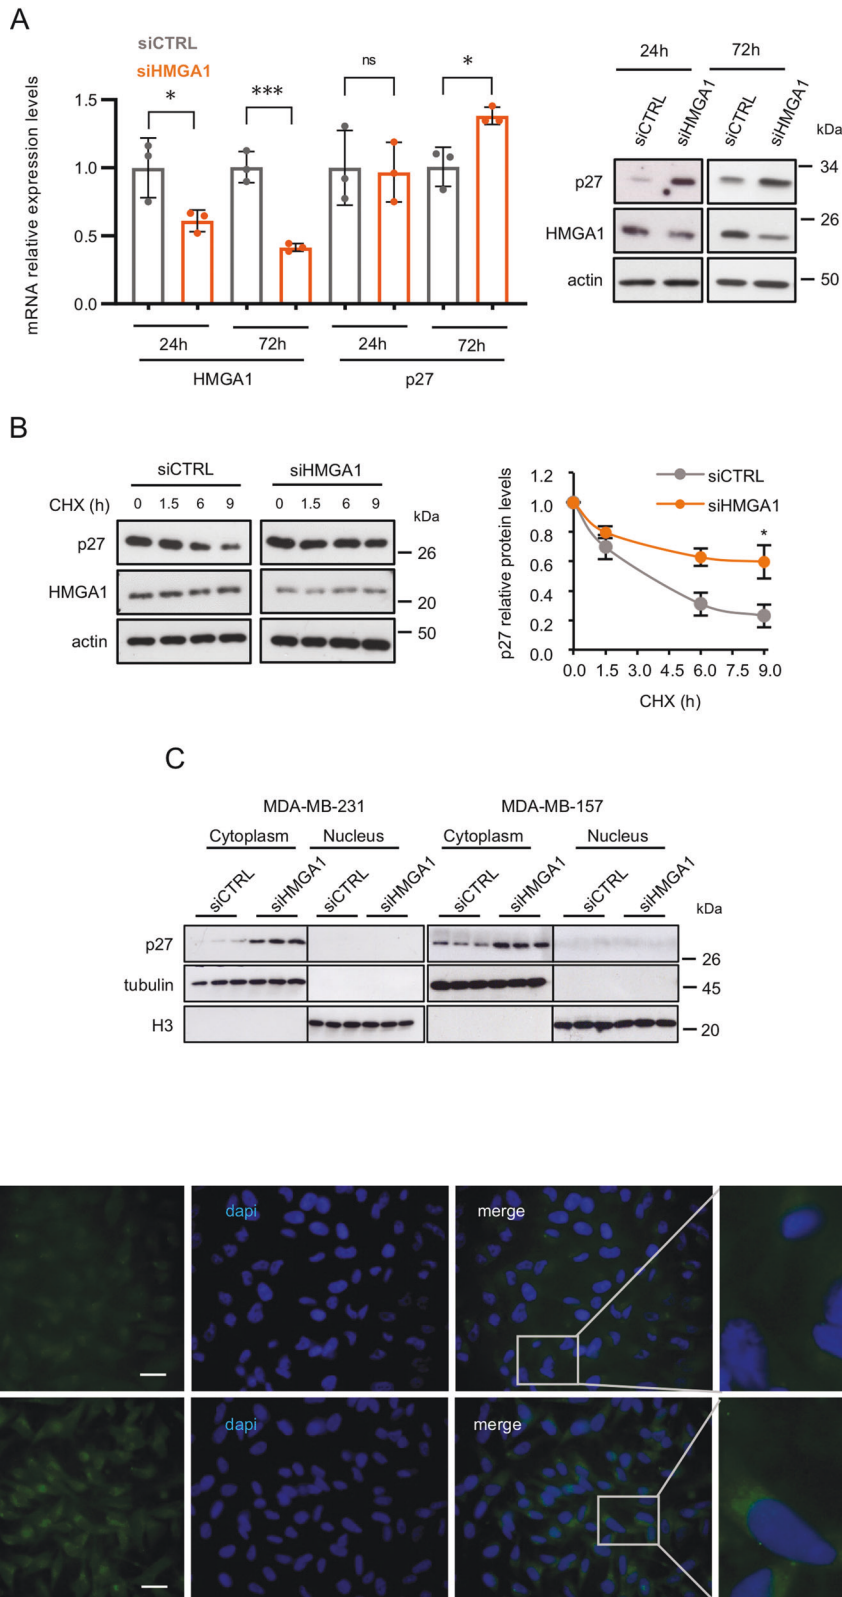 A
siCTRL
siHMGA1
mRNA relative expression levels
1.5
1.0
0.5
0.0
*
***
ns
*
24h
72h
24h
72h
HMGA1
p27
24h
72h
siCTRL
siHMGA1
siCTRL
siHMGA1
kDa
p27
34
HMGA1
26
actin
50
B
siCTRL
siHMGA1
CHX (h)
0 1.5 6 9
0 1.5 6 9
kDa
p27
26
HMGA1
20
actin
50
p27 relative protein levels
1.2
1.0
0.8
0.6
0.4
0.2
0.0
siCTRL
siHMGA1
*
0.0 1.5 3.0 4.5 6.0 7.5 9.0
CHX (h)
C
MDA-MB-231
MDA-MB-157
Cytoplasm
Nucleus
Cytoplasm
Nucleus
siCTRL
siHMGA1
siCTRL
siHMGA1
siCTRL
siHMGA1
siCTRL
siHMGA1
kDa
p27
26
tubulin
45
H3
20
dapi
merge
dapi
merge